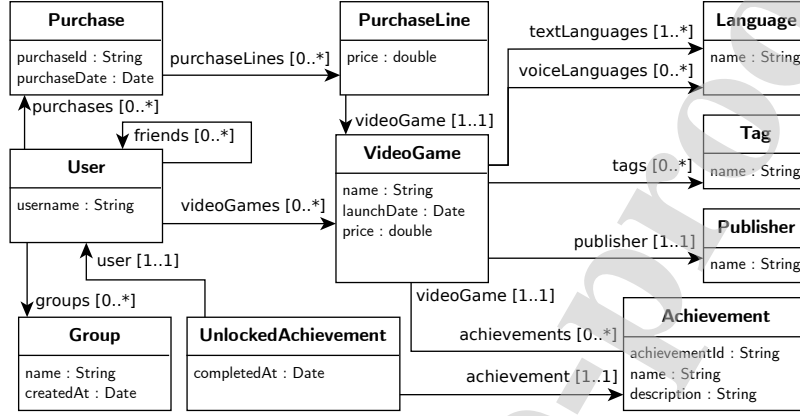 Purchase
purchaseId : String
purchaseDate : Date
purchaseLines [0..*]
PurchaseLine
price : double
textLanguages [1..*]
voiceLanguages [0..*]
Language
name : String
purchases [0..*]
friends [0..*]
videoGame [1..1]
User
username : String
videoGames [0..*]
VideoGame
name : String
launchDate : Date
price : double
tags [0..*]
Tag
name : String
publisher [1..1]
Publisher
name : String
user [1..1]
groups [0..*]
videoGame [1..1]
achievements [0..*]
Group
name : String
createdAt : Date
UnlockedAchievement
completedAt : Date
achievement [1..1]
Achievement
achievementId : String
name : String
description : String